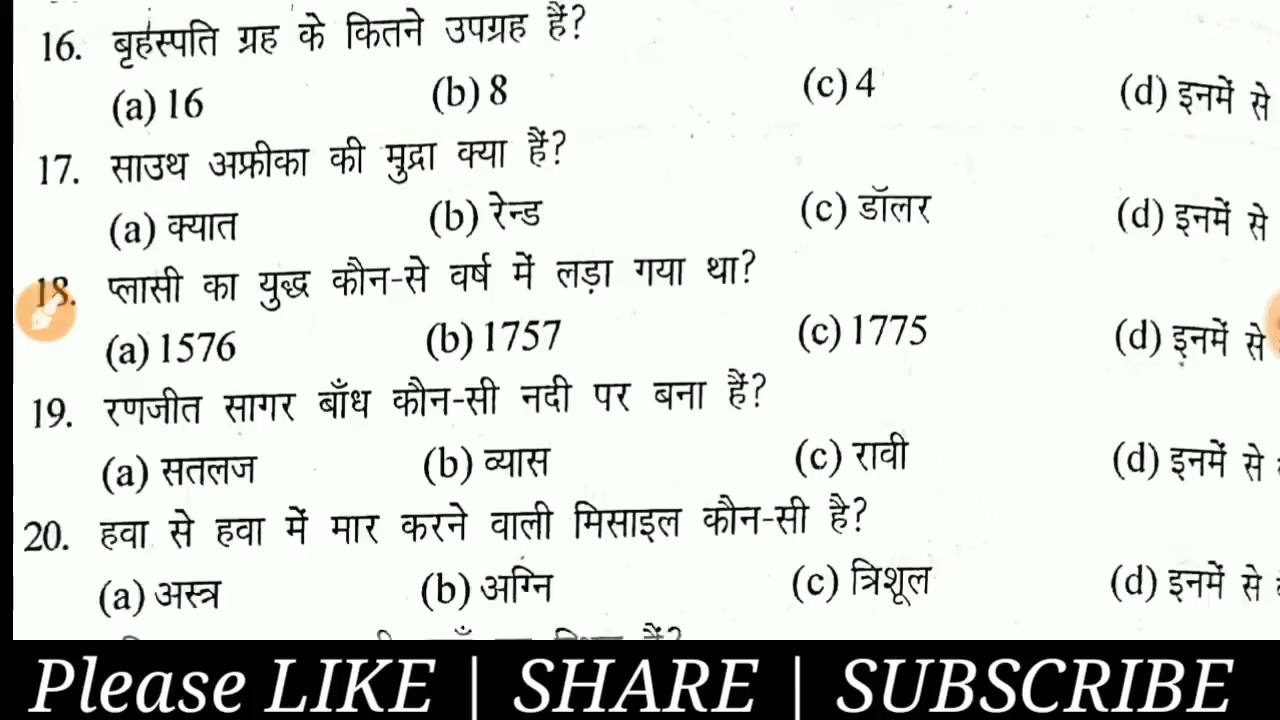 16. बृहस्पति ग्रह के कितने उपग्रह हैं?
(a) 16 (b) 8 (c) 4 (d) इनमें से
17. साउथ अफ्रीका की मुद्रा क्या हैं?
(a) क्यात (b) रेन्ड (c) डॉलर (d) इनमें से
18. प्लासी का युद्ध कौन-से वर्ष में लड़ा गया था?
(a) 1576 (b) 1757 (c) 1775 (d) इनमें से
19. रणजीत सागर बाँध कौन-सी नदी पर बना हैं?
(a) सतलज (b) व्यास (c) रावी (d) इनमें से
20. हवा से हवा में मार करने वाली मिसाइल कौन-सी है?
(a) अस्त्र (b) अग्नि (c) त्रिशूल (d) इनमें से
Please LIKE | SHARE | SUBSCRIBE